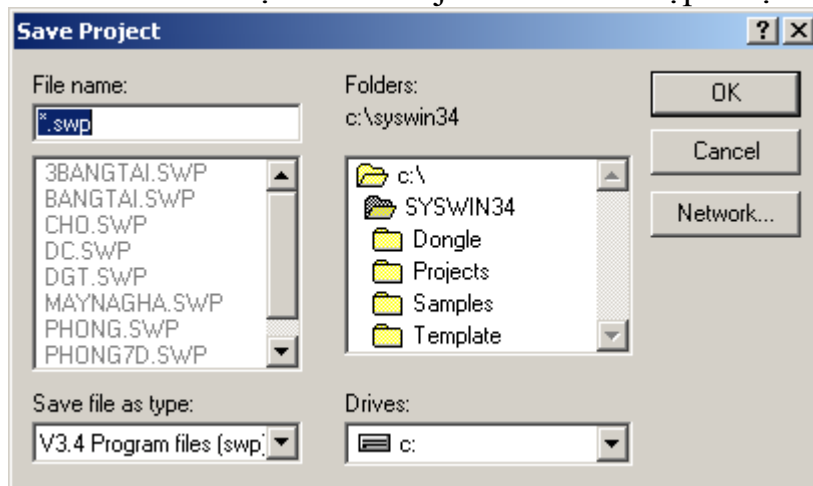 Save Project
File name:
*.swp
3BANGTAI.SWP
BANGTAI.SWP
CHO.SWP
DC.SWP
DGT.SWP
MAYNAGHA.SWP
PHONG.SWP
PHONG7D.SWP
Save file as type:
V3.4 Program files (swp)
Folders:
c:\syswin34
c:\
SYSWIN34
Dongle
Projects
Samples
Template
Drives:
c:
OK
Cancel
Network...